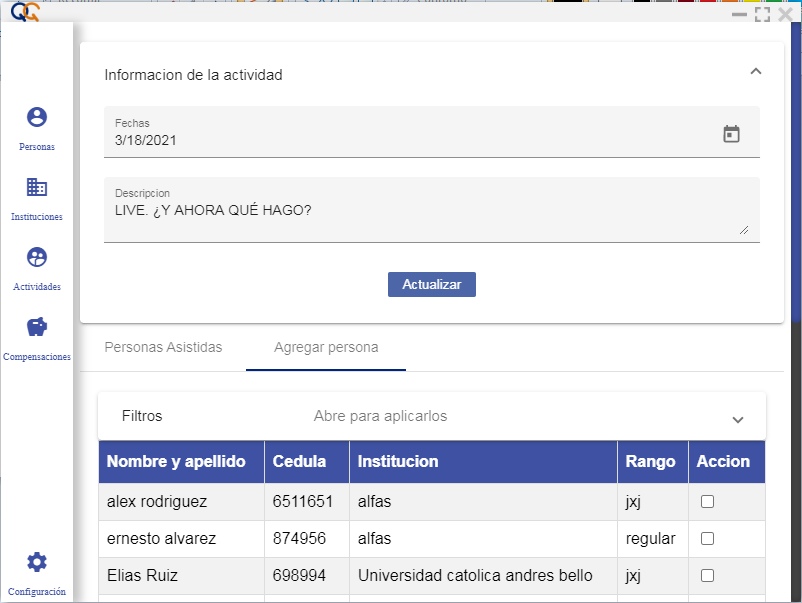 Informacion de la actividad
Fechas
3/18/2021
Descripcion
LIVE. ¿Y AHORA QUÉ HAGO?
Actualizar
Personas
Instituciones
Actividades
Compensaciones
Configuración
Personas Asistidas Agregar persona
Filtros Abre para aplicarlos
Nombre y apellido Cedula Institucion Rango Accion
alex rodriguez 6511651 alfas jxj
ernesto alvarez 874956 alfas regular
Elias Ruiz 698994 Universidad catolica andres bello jxj